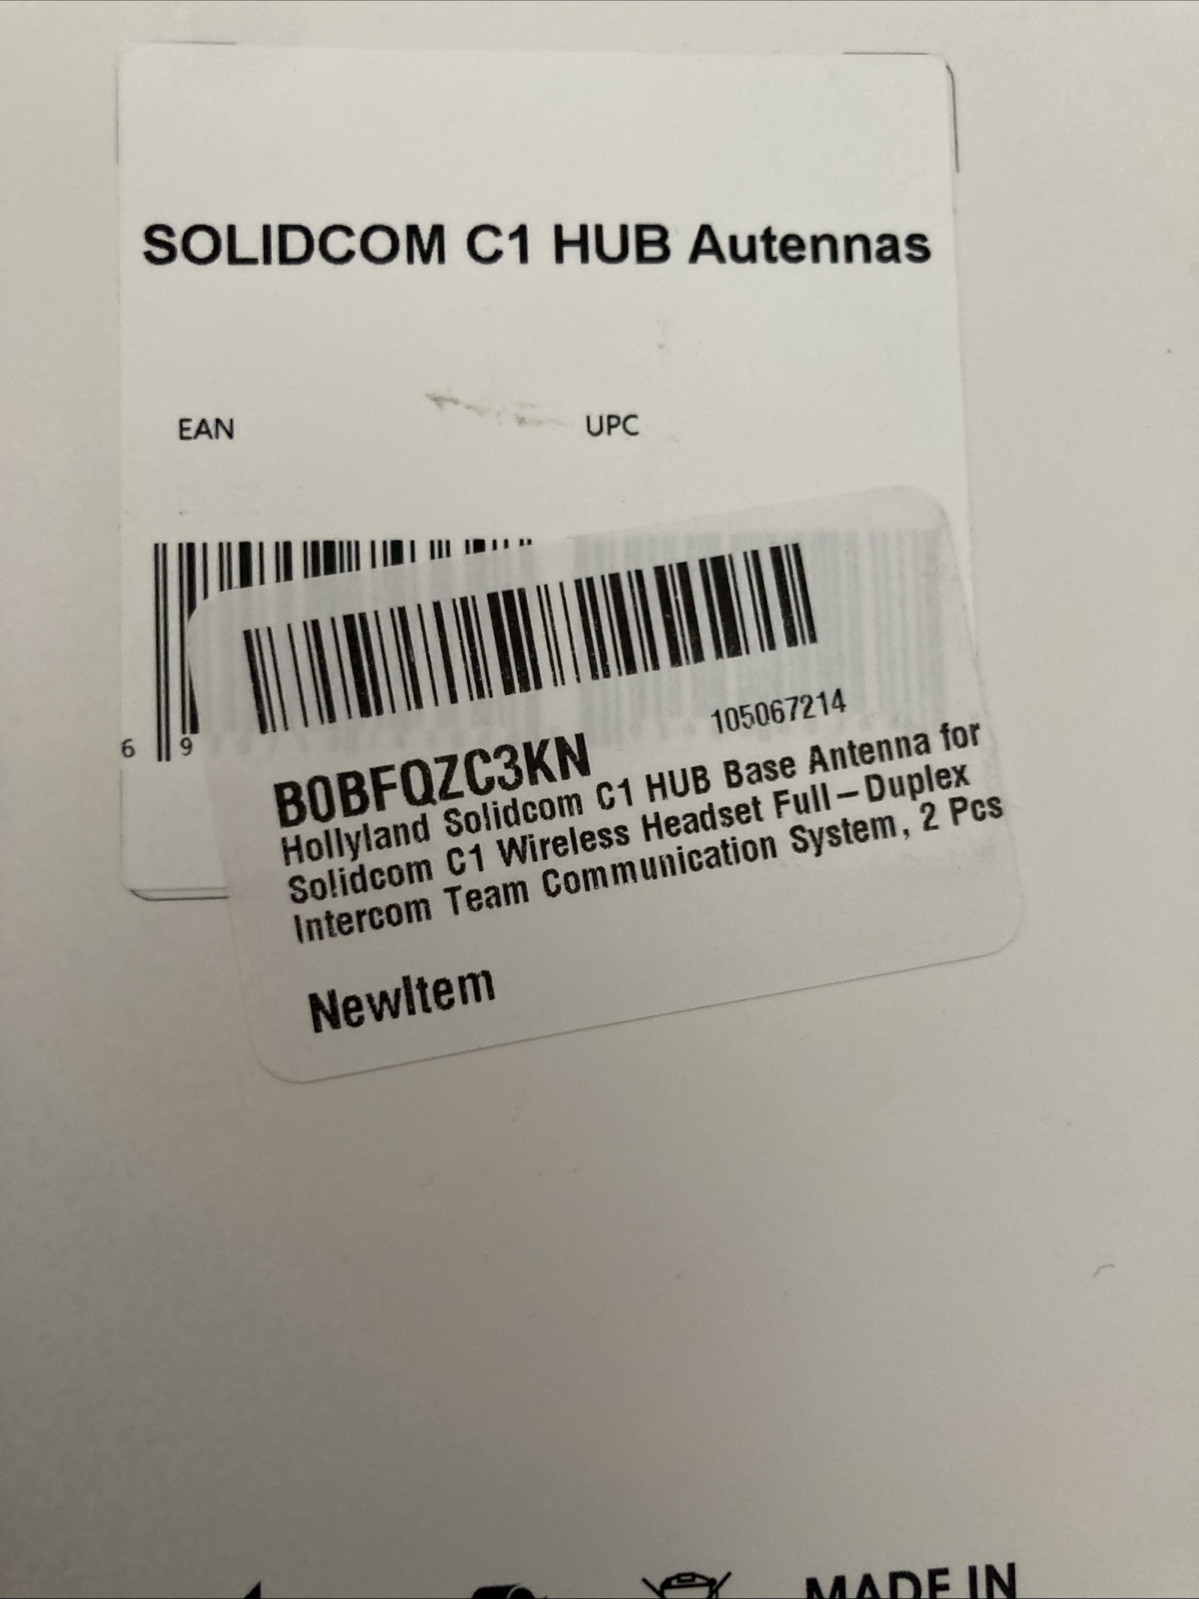 SOLIDCOM C1 HUB Autennas
EAN
UPC
6 9
105067214
B0BFQZC3KN
Hollyland Solidcom C1 HUB Base Antenna for
Solidcom C1 Wireless Headset Full–Duplex
Intercom Team Communication System, 2 Pcs
NewItem
MADE IN